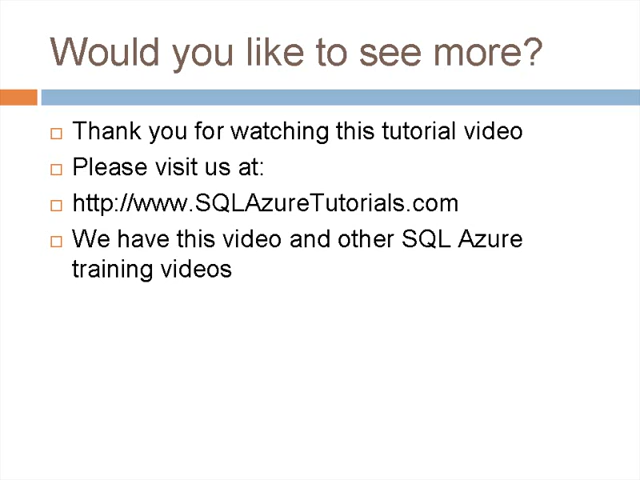 Would you like to see more?
Thank you for watching this tutorial video
Please visit us at:
http://www.SQLAzureTutorials.com
We have this video and other SQL Azure
training videos